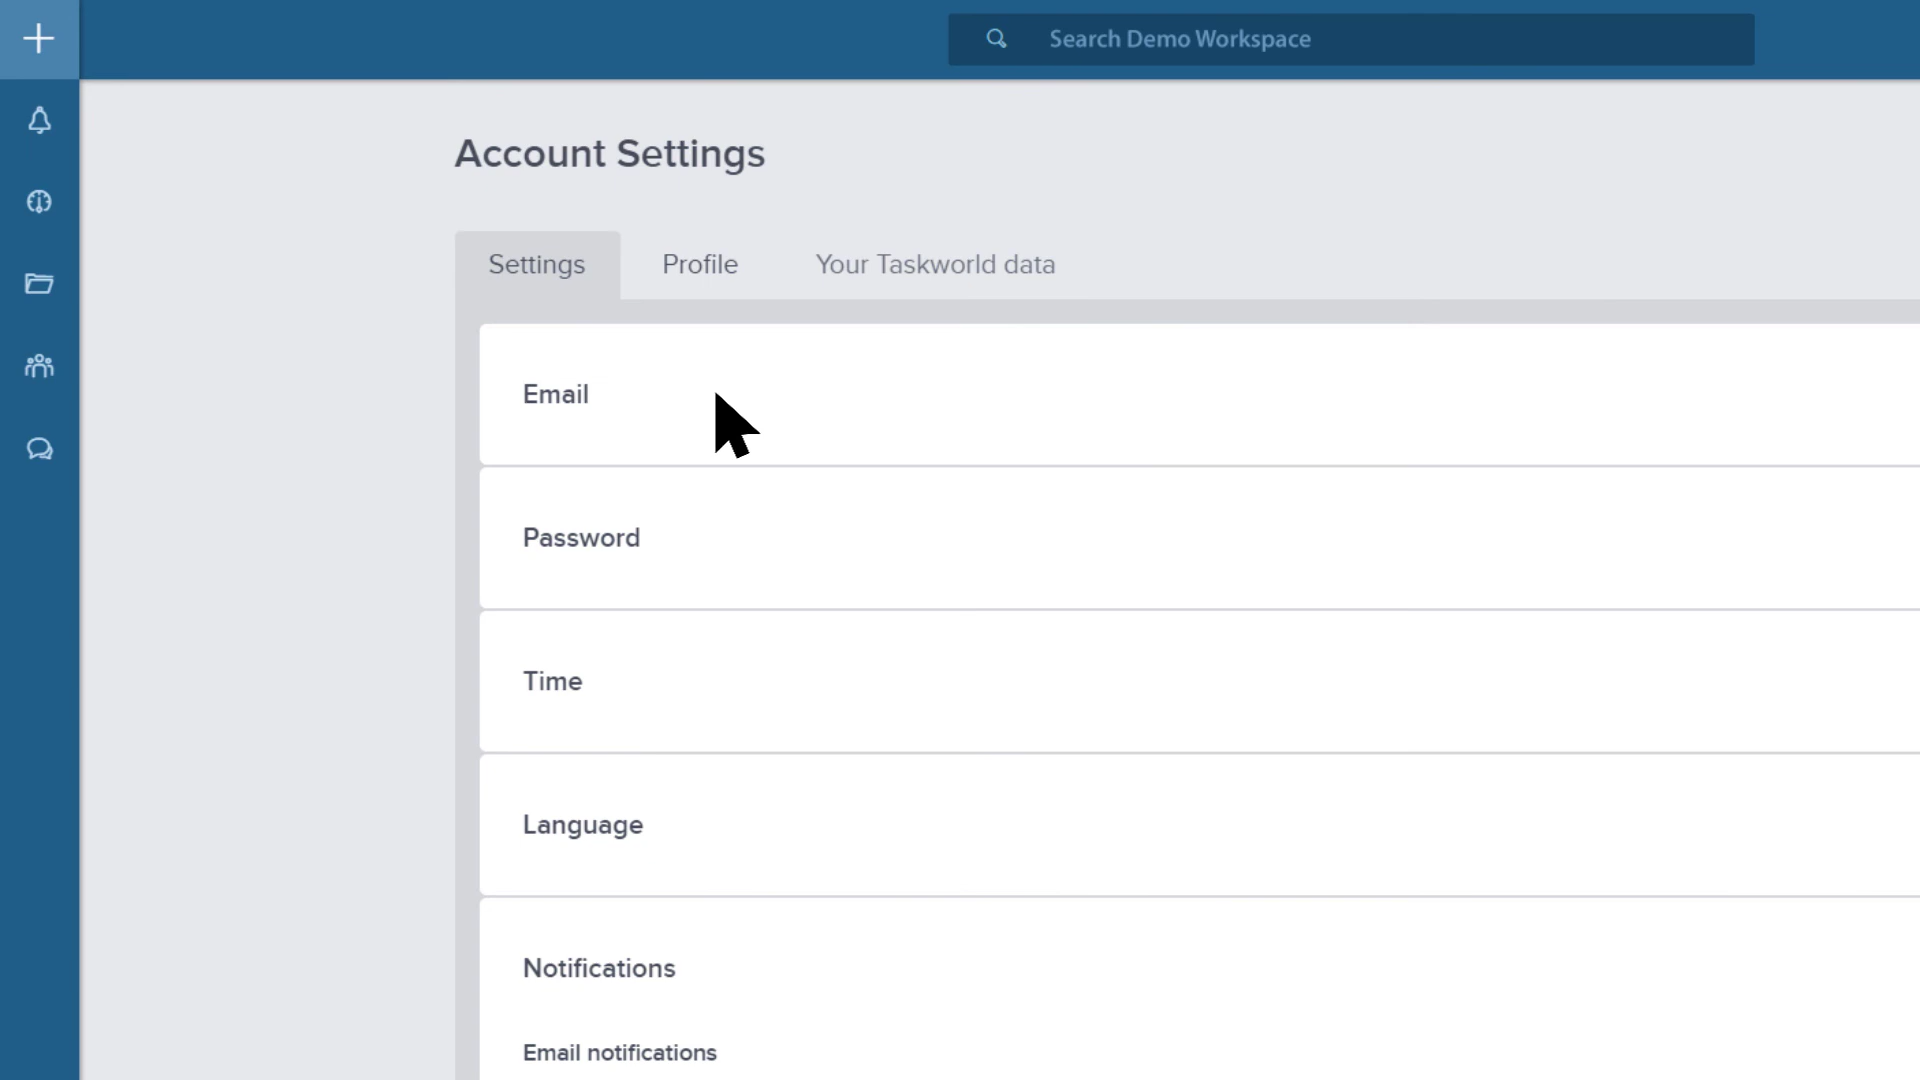 Search Demo Workspace
Account Settings
Settings
Profile
Your Taskworld data
Email
Password
Time
Language
Notifications
Email notifications